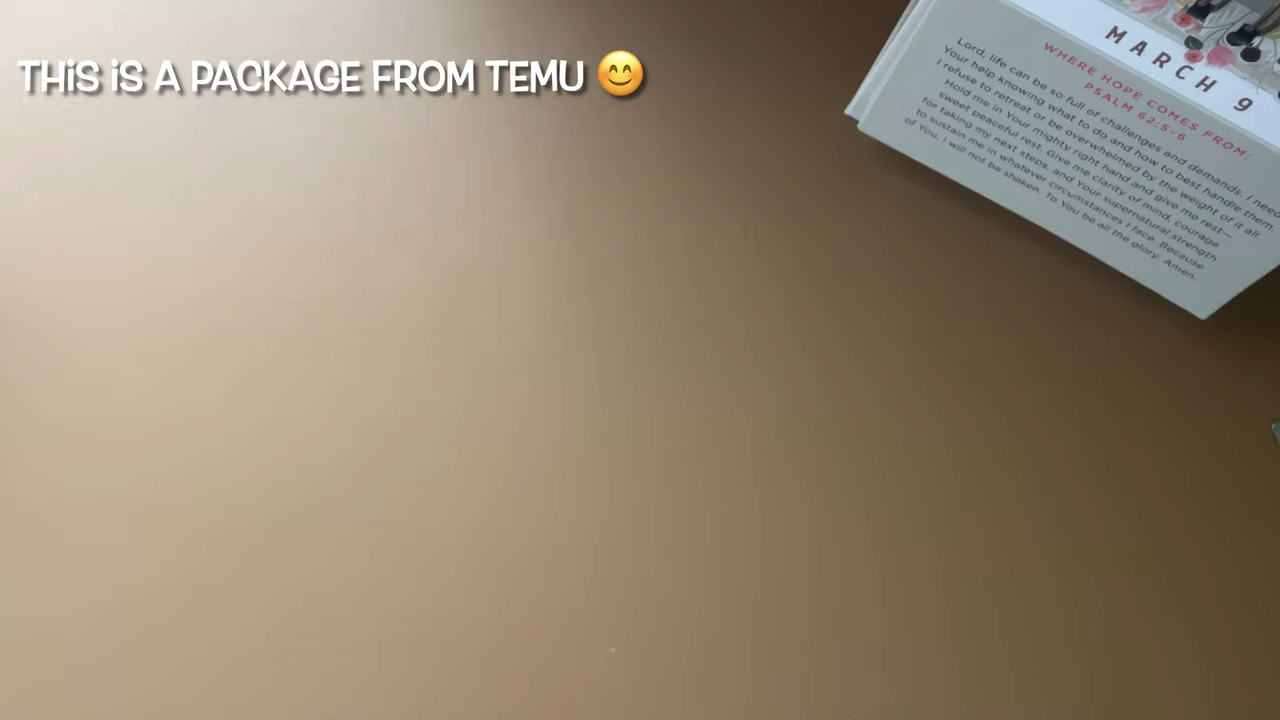 THIS IS A PACKAGE FROM TEMU 😊
MARCH 9
WHERE HOPE COMES FROM:
PSALM 62:5-6
Lord, life can be so full of challenges and demands. I need
Your help knowing what to do and how to best handle them.
I refuse to retreat or be overwhelmed by the weight of it all.
Hold me in Your mighty right hand and give me rest—
sweet peaceful rest. Give me clarity of mind, courage
for taking my next steps, and Your supernatural strength
to sustain me in whatever circumstances I face. Because
of You, I will not be shaken. To You be all the glory. Amen.